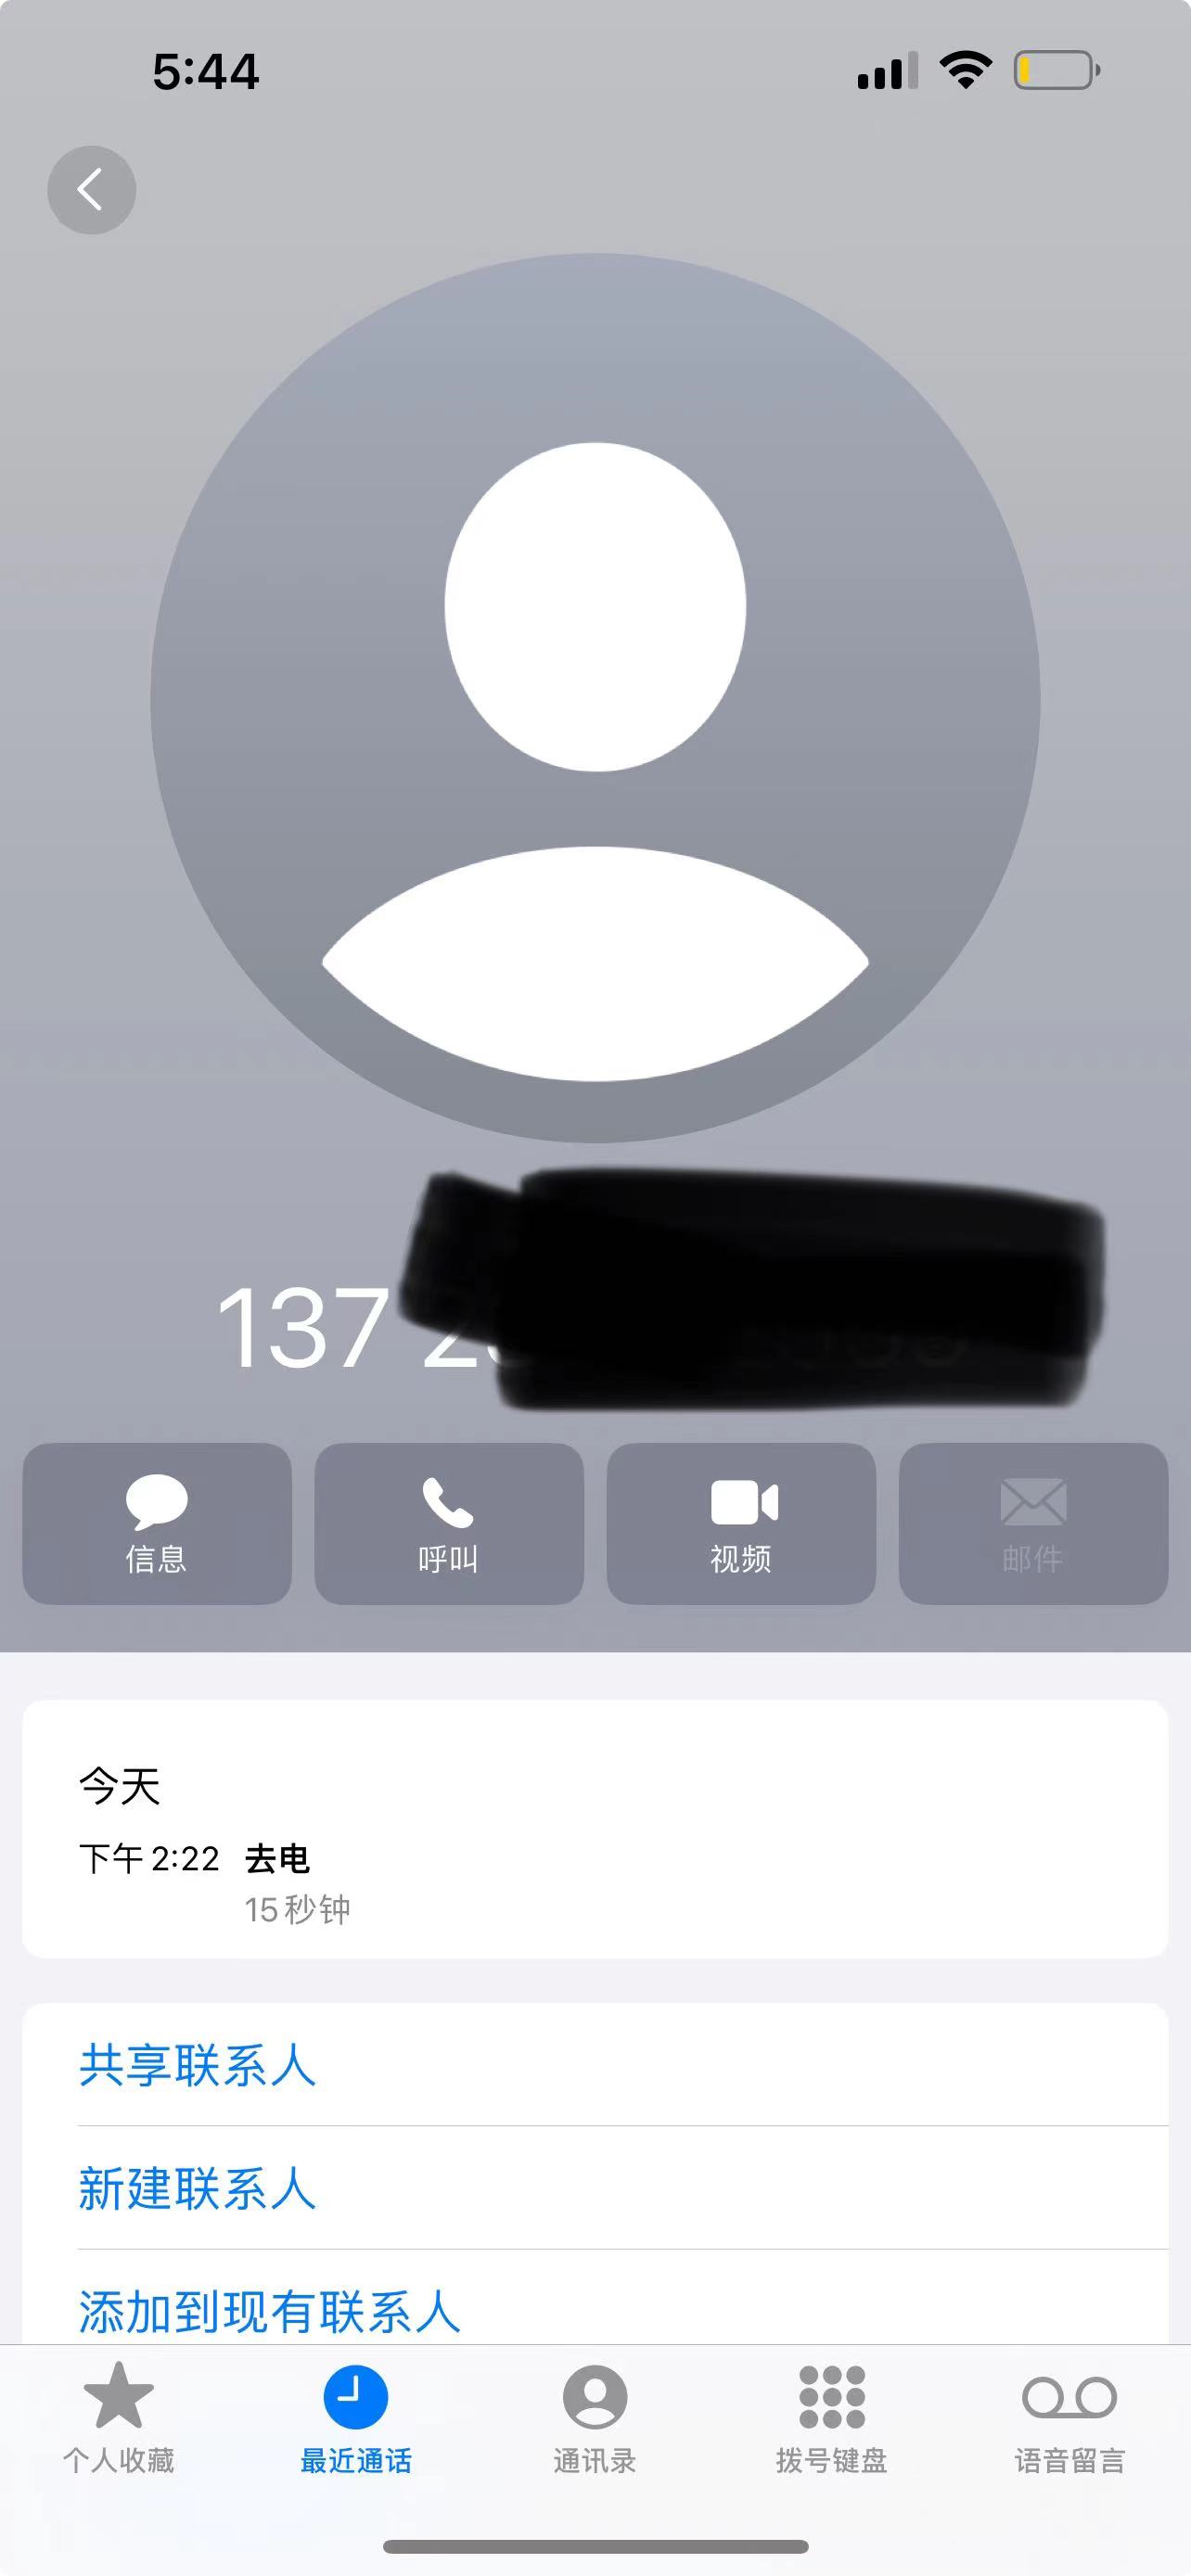 5:44
137 2
信息
呼叫
视频
邮件
今天
下午 2:22 去电
15 秒钟
共享联系人
新建联系人
添加到现有联系人
个人收藏
最近通话
通讯录
拨号键盘
语音留言